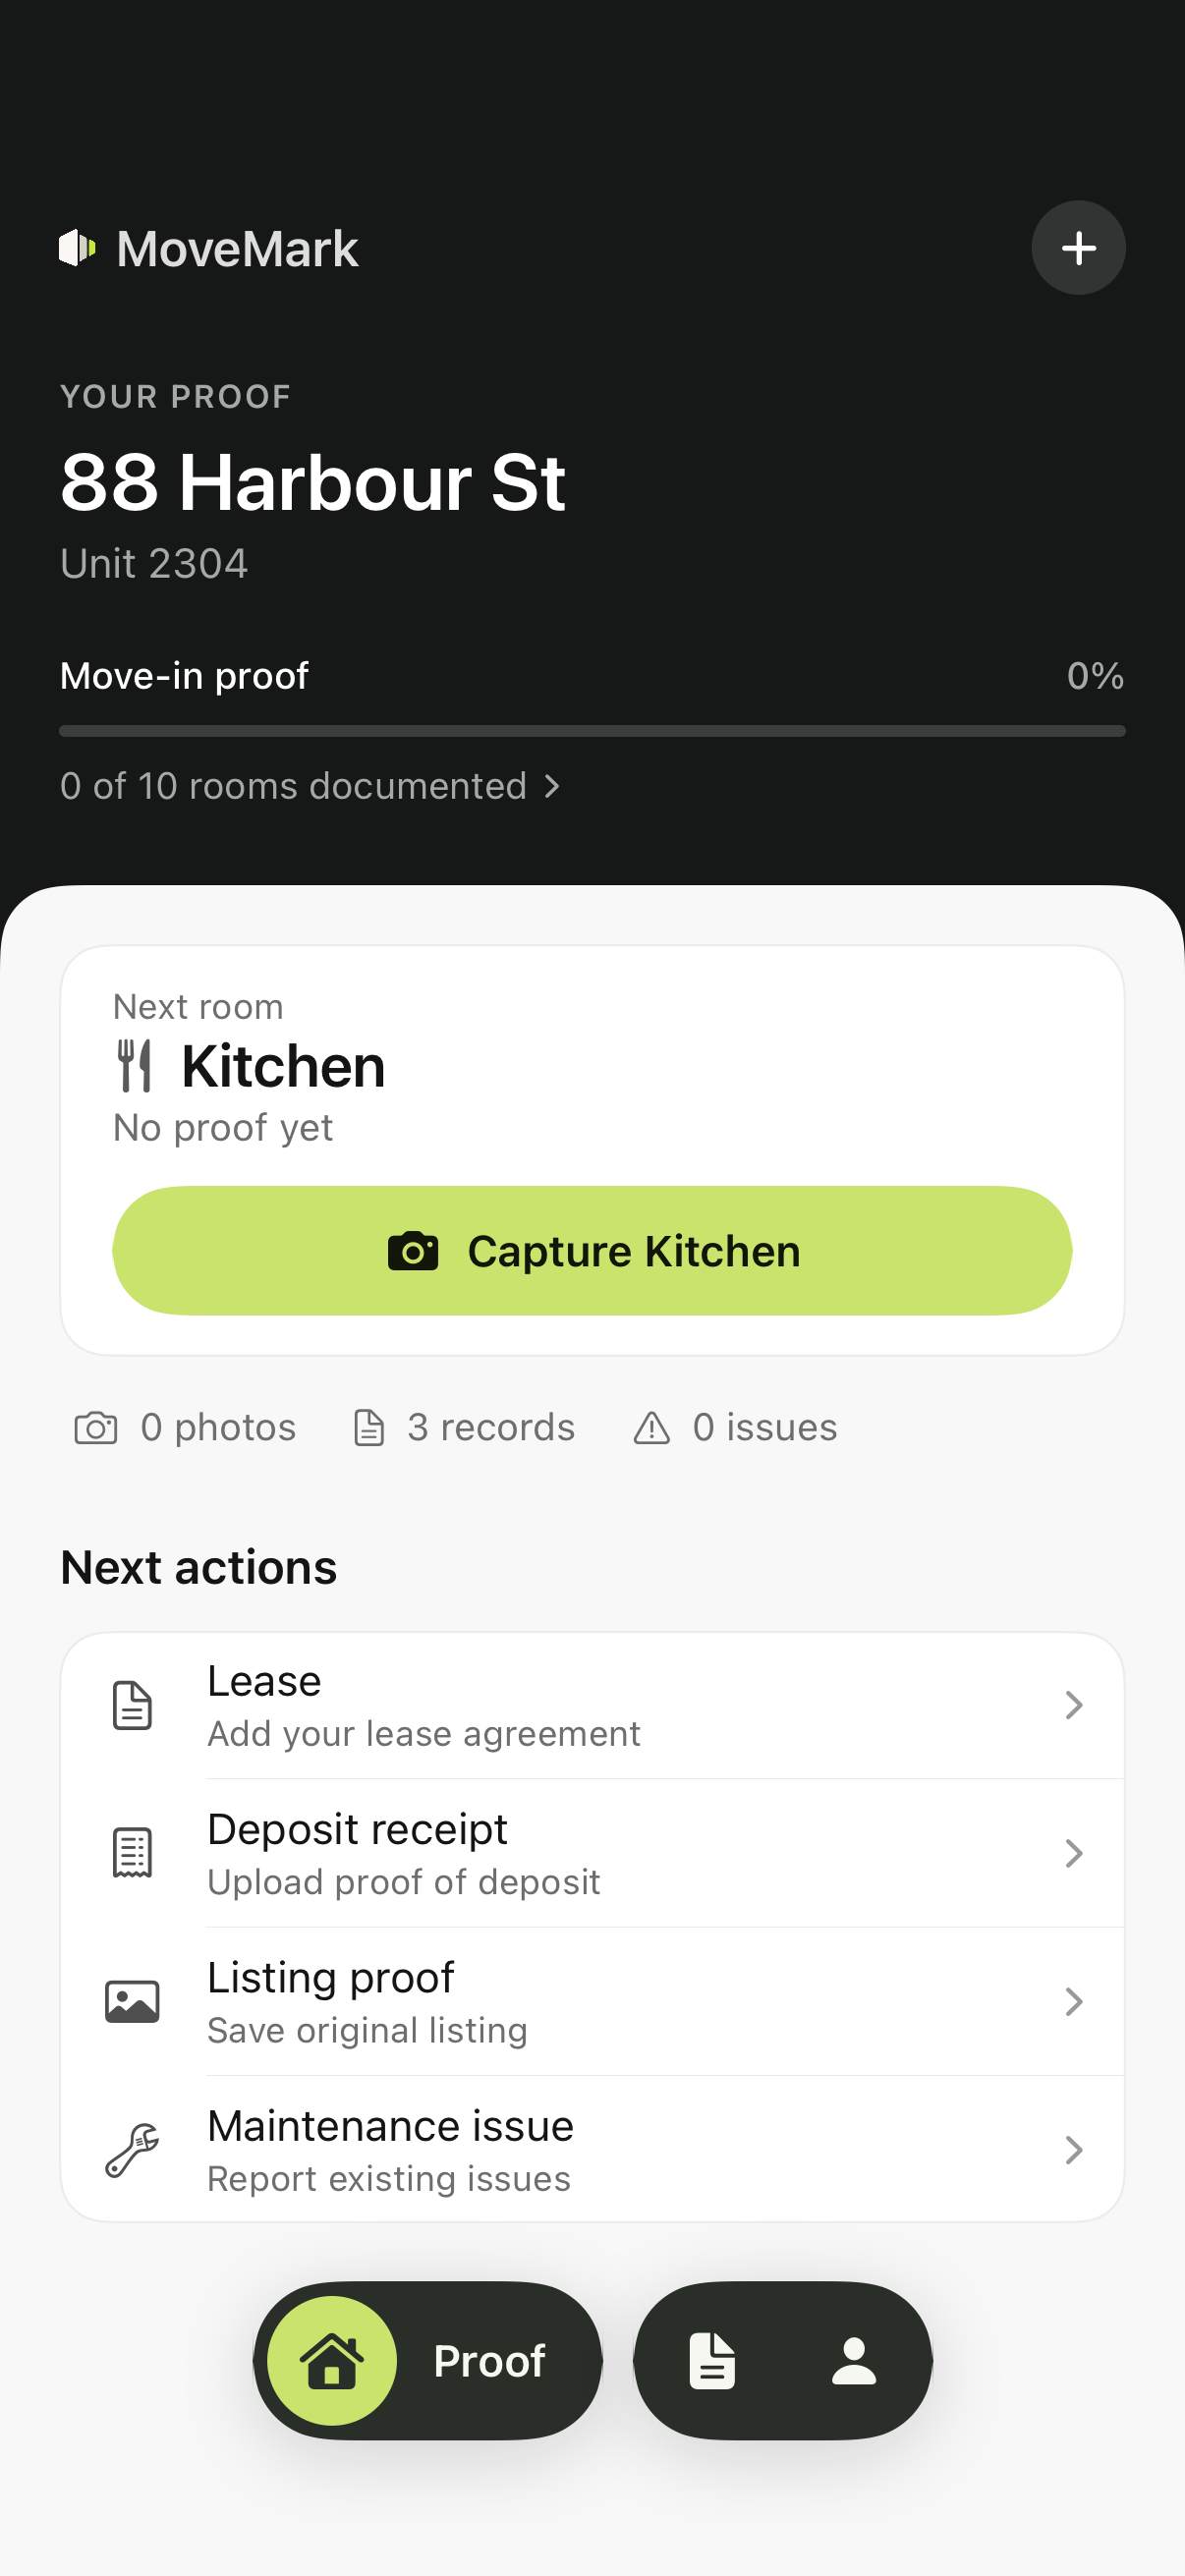 MoveMark
YOUR PROOF
88 Harbour St
Unit 2304
Move-in proof 0%
0 of 10 rooms documented
Next room
Kitchen
No proof yet
Capture Kitchen
0 photos 3 records 0 issues
Next actions
Lease
Add your lease agreement
Deposit receipt
Upload proof of deposit
Listing proof
Save original listing
Maintenance issue
Report existing issues
Proof